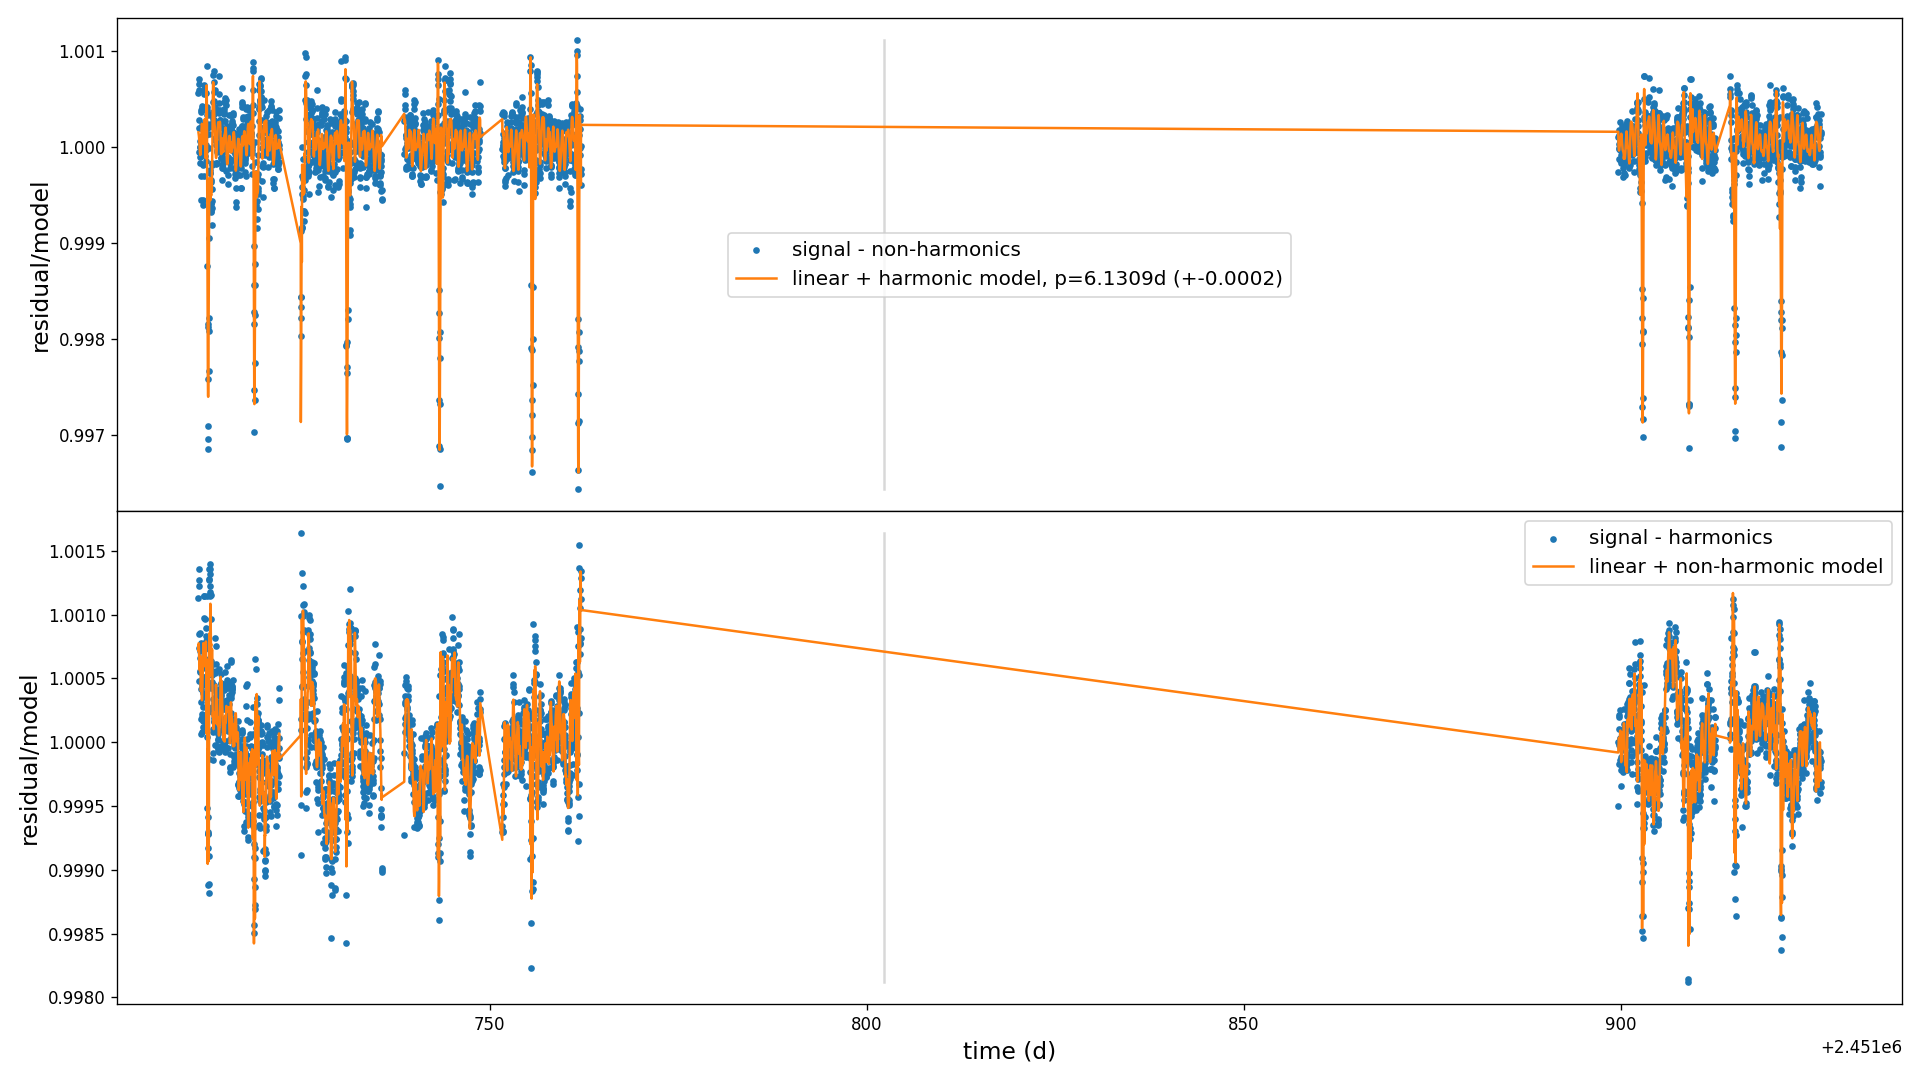 1.001
1.000
0.999
0.998
0.997
residual/model
signal - non-harmonics
linear + harmonic model, p=6.1309d (+-0.0002)
1.0015
1.0010
1.0005
1.0000
0.9995
0.9990
0.9985
0.9980
residual/model
signal - harmonics
linear + non-harmonic model
750
800
850
900
time (d)
+2.451e6